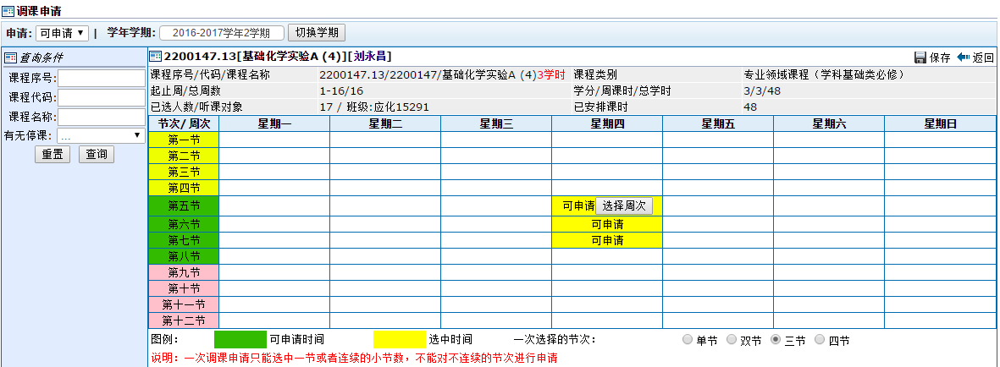 调课申请
申请: 可申请 | 学年学期: 2016-2017学年2学期 切换学期
查询条件
课程序号:
课程代码:
课程名称:
有无停课: ...
重置 查询
2200147.13[基础化学实验A (4)][刘永昌] 保存 返回
课程序号/代码/课程名称 2200147.13/2200147/基础化学实验A (4)3学时 课程类别 专业领域课程（学科基础类必修）
起止周/总周数 1-16/16 学分/周课时/总学时 3/3/48
已选人数/听课对象 17 / 班级:应化15291 已安排课时 48
节次/周次 星期一 星期二 星期三 星期四 星期五 星期六 星期日
第一节
第二节
第三节
第四节
第五节 可申请 选择周次
第六节 可申请
第七节 可申请
第八节
第九节
第十节
第十一节
第十二节
图例: 可申请时间 选中时间 一次选择的节次: 单节 双节 三节 四节
说明: 一次调课申请只能选中一节或者连续的小节数，不能对不连续的节次进行申请